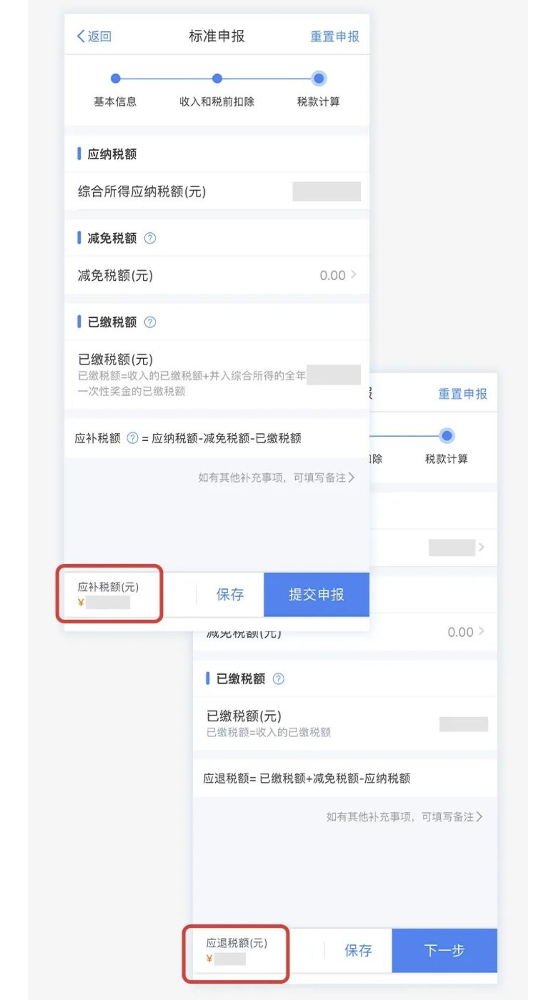 返回 标准申报 重置申报
基本信息 收入和税前扣除 税款计算
应纳税额
综合所得应纳税额(元)
减免税额 ?
减免税额(元) 0.00
已缴税额 ?
已缴税额(元)
已缴税额=收入的已缴税额+并入综合所得的全年
一次性奖金的已缴税额
应补税额 ? = 应纳税额-减免税额-已缴税额
如有其他补充事项，可填写备注
应补税额(元)
¥
保存 提交申报
重置申报
除 税款计算
减免税额(元) 0.00
已缴税额 ?
已缴税额(元)
已缴税额=收入的已缴税额
应退税额= 已缴税额+减免税额-应纳税额
如有其他补充事项，可填写备注
应退税额(元)
¥
保存 下一步